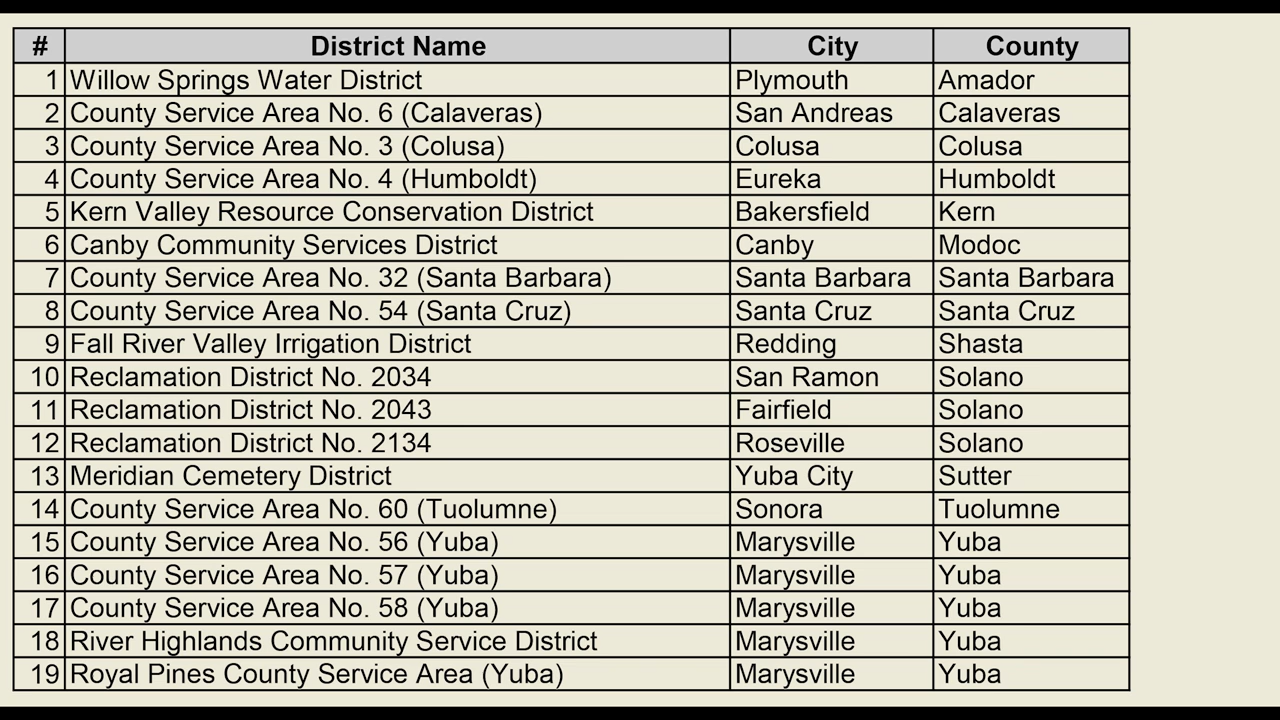 # District Name City County
1 Willow Springs Water District Plymouth Amador
2 County Service Area No. 6 (Calaveras) San Andreas Calaveras
3 County Service Area No. 3 (Colusa) Colusa Colusa
4 County Service Area No. 4 (Humboldt) Eureka Humboldt
5 Kern Valley Resource Conservation District Bakersfield Kern
6 Canby Community Services District Canby Modoc
7 County Service Area No. 32 (Santa Barbara) Santa Barbara Santa Barbara
8 County Service Area No. 54 (Santa Cruz) Santa Cruz Santa Cruz
9 Fall River Valley Irrigation District Redding Shasta
10 Reclamation District No. 2034 San Ramon Solano
11 Reclamation District No. 2043 Fairfield Solano
12 Reclamation District No. 2134 Roseville Solano
13 Meridian Cemetery District Yuba City Sutter
14 County Service Area No. 60 (Tuolumne) Sonora Tuolumne
15 County Service Area No. 56 (Yuba) Marysville Yuba
16 County Service Area No. 57 (Yuba) Marysville Yuba
17 County Service Area No. 58 (Yuba) Marysville Yuba
18 River Highlands Community Service District Marysville Yuba
19 Royal Pines County Service Area (Yuba) Marysville Yuba